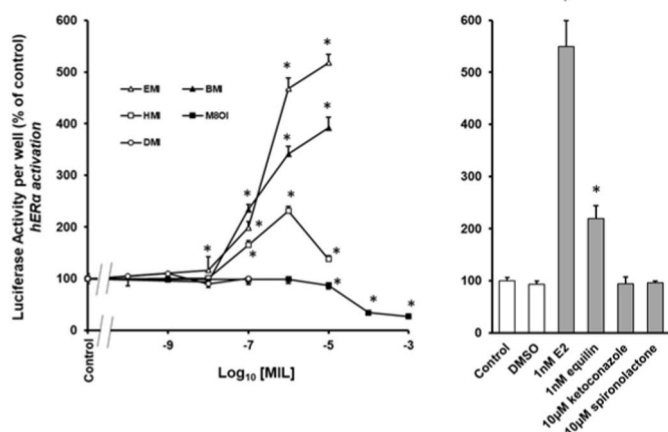 600
500
400
300
200
100
0
Luciferase Activity per well (% of control)
hERα activation
EMI
BMI
HMI
M8OI
DMI
*
*
*
*
*
*
*
*
*
*
*
*
*
Control
-9
-7
-5
-3
Log10 [MIL]
600
500
400
300
200
100
0
*
Control
DMSO
1nM E2
1nM equilin
10µM ketoconazole
10µM spironolactone